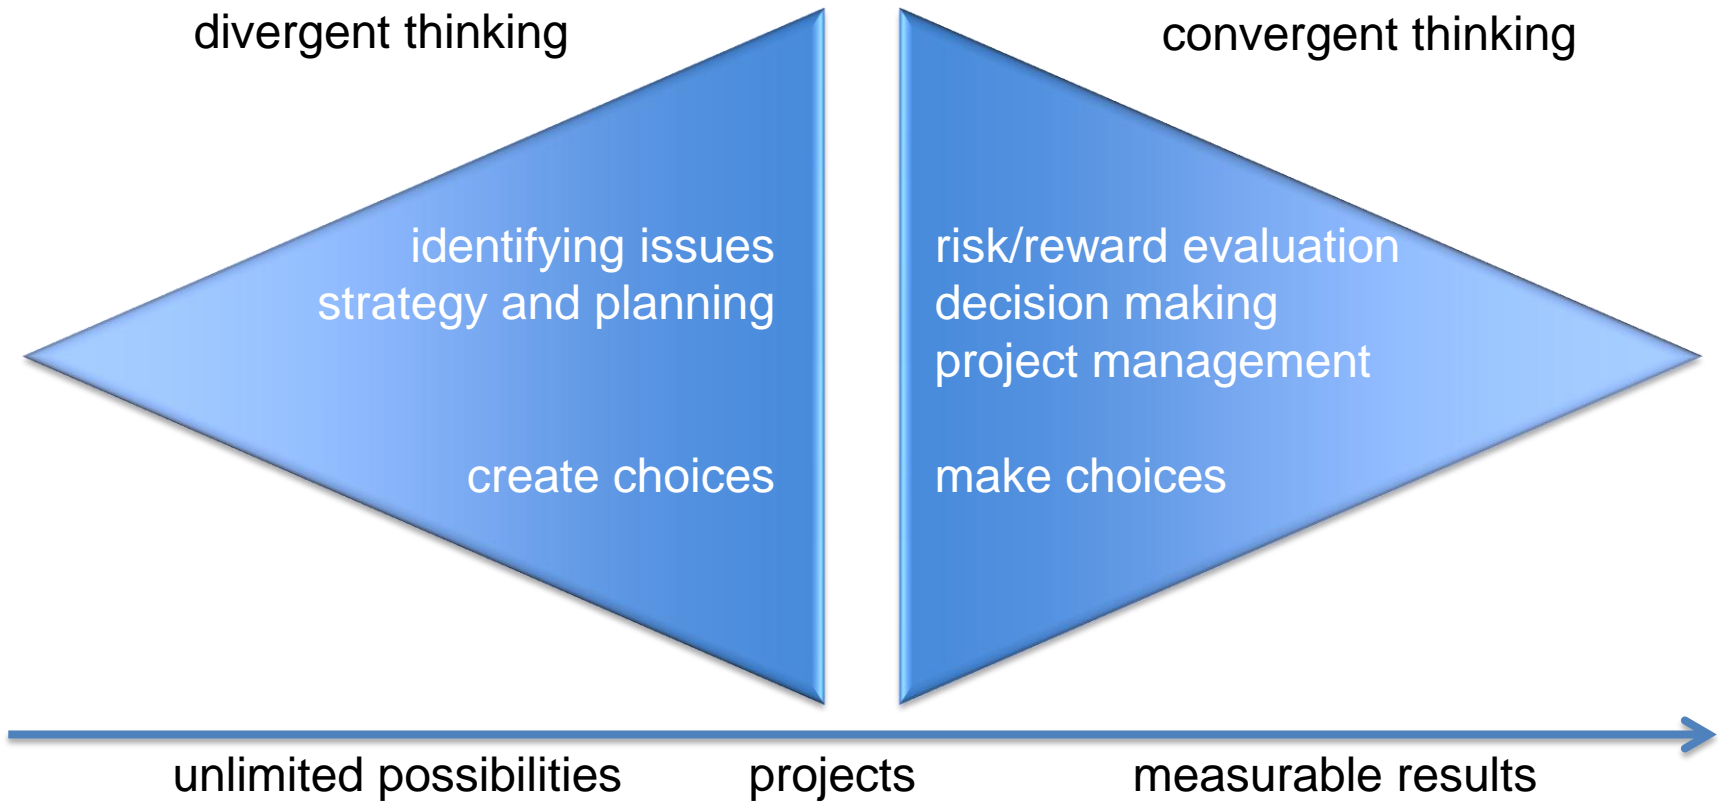 divergent thinking
convergent thinking
identifying issues
strategy and planning
create choices
risk/reward evaluation
decision making
project management
make choices
unlimited possibilities
projects
measurable results